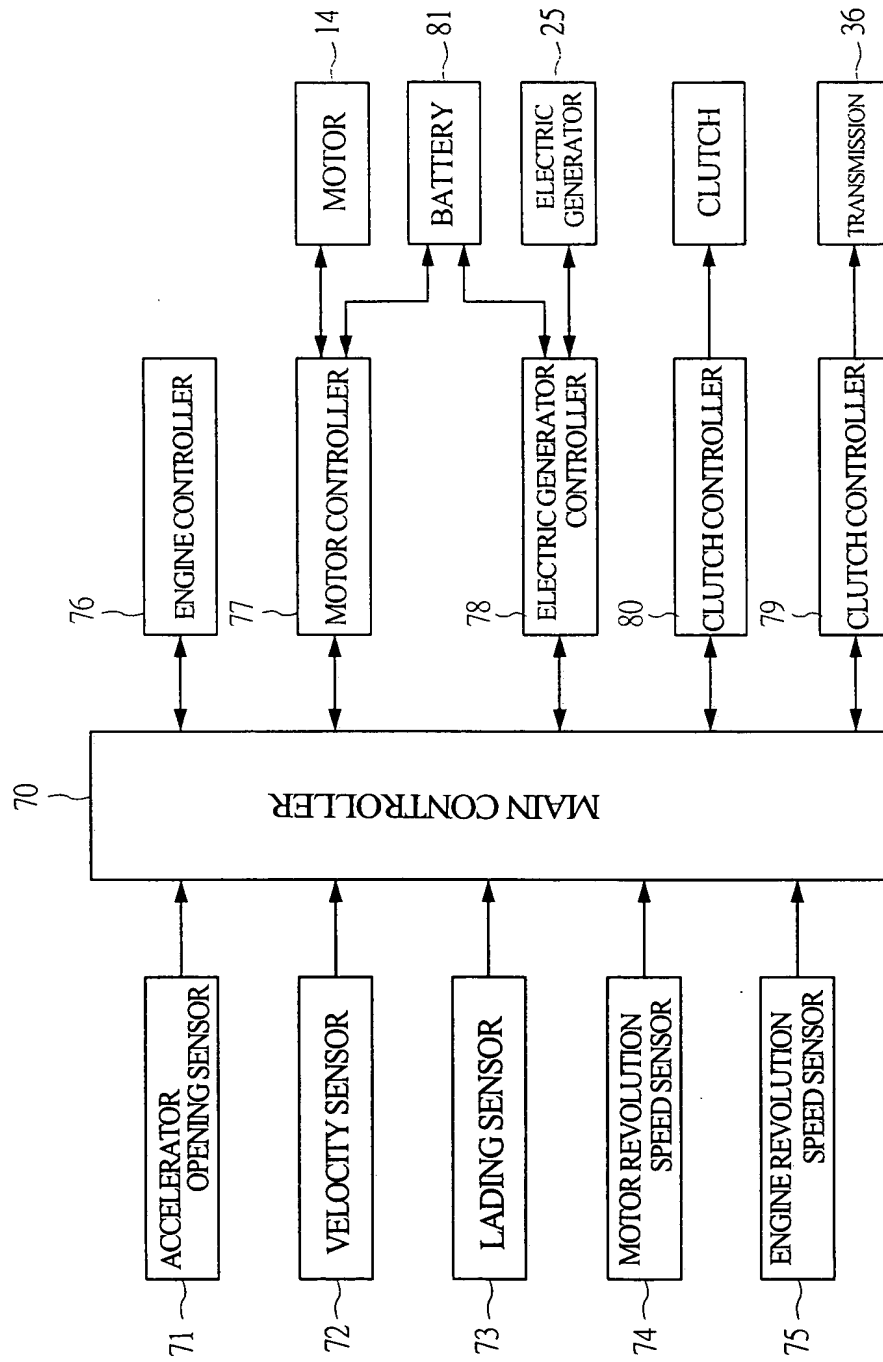 71
ACCELERATOR
OPENING SENSOR
72
VELOCITY SENSOR
73
LADING SENSOR
74
MOTOR REVOLUTION
SPEED SENSOR
75
ENGINE REVOLUTION
SPEED SENSOR
70
MAIN CONTROLLER
76
ENGINE CONTROLLER
77
MOTOR CONTROLLER
78
ELECTRIC GENERATOR
CONTROLLER
80
CLUTCH CONTROLLER
79
CLUTCH CONTROLLER
MOTOR
14
BATTERY
81
ELECTRIC
GENERATOR
25
CLUTCH
TRANSMISSION
36